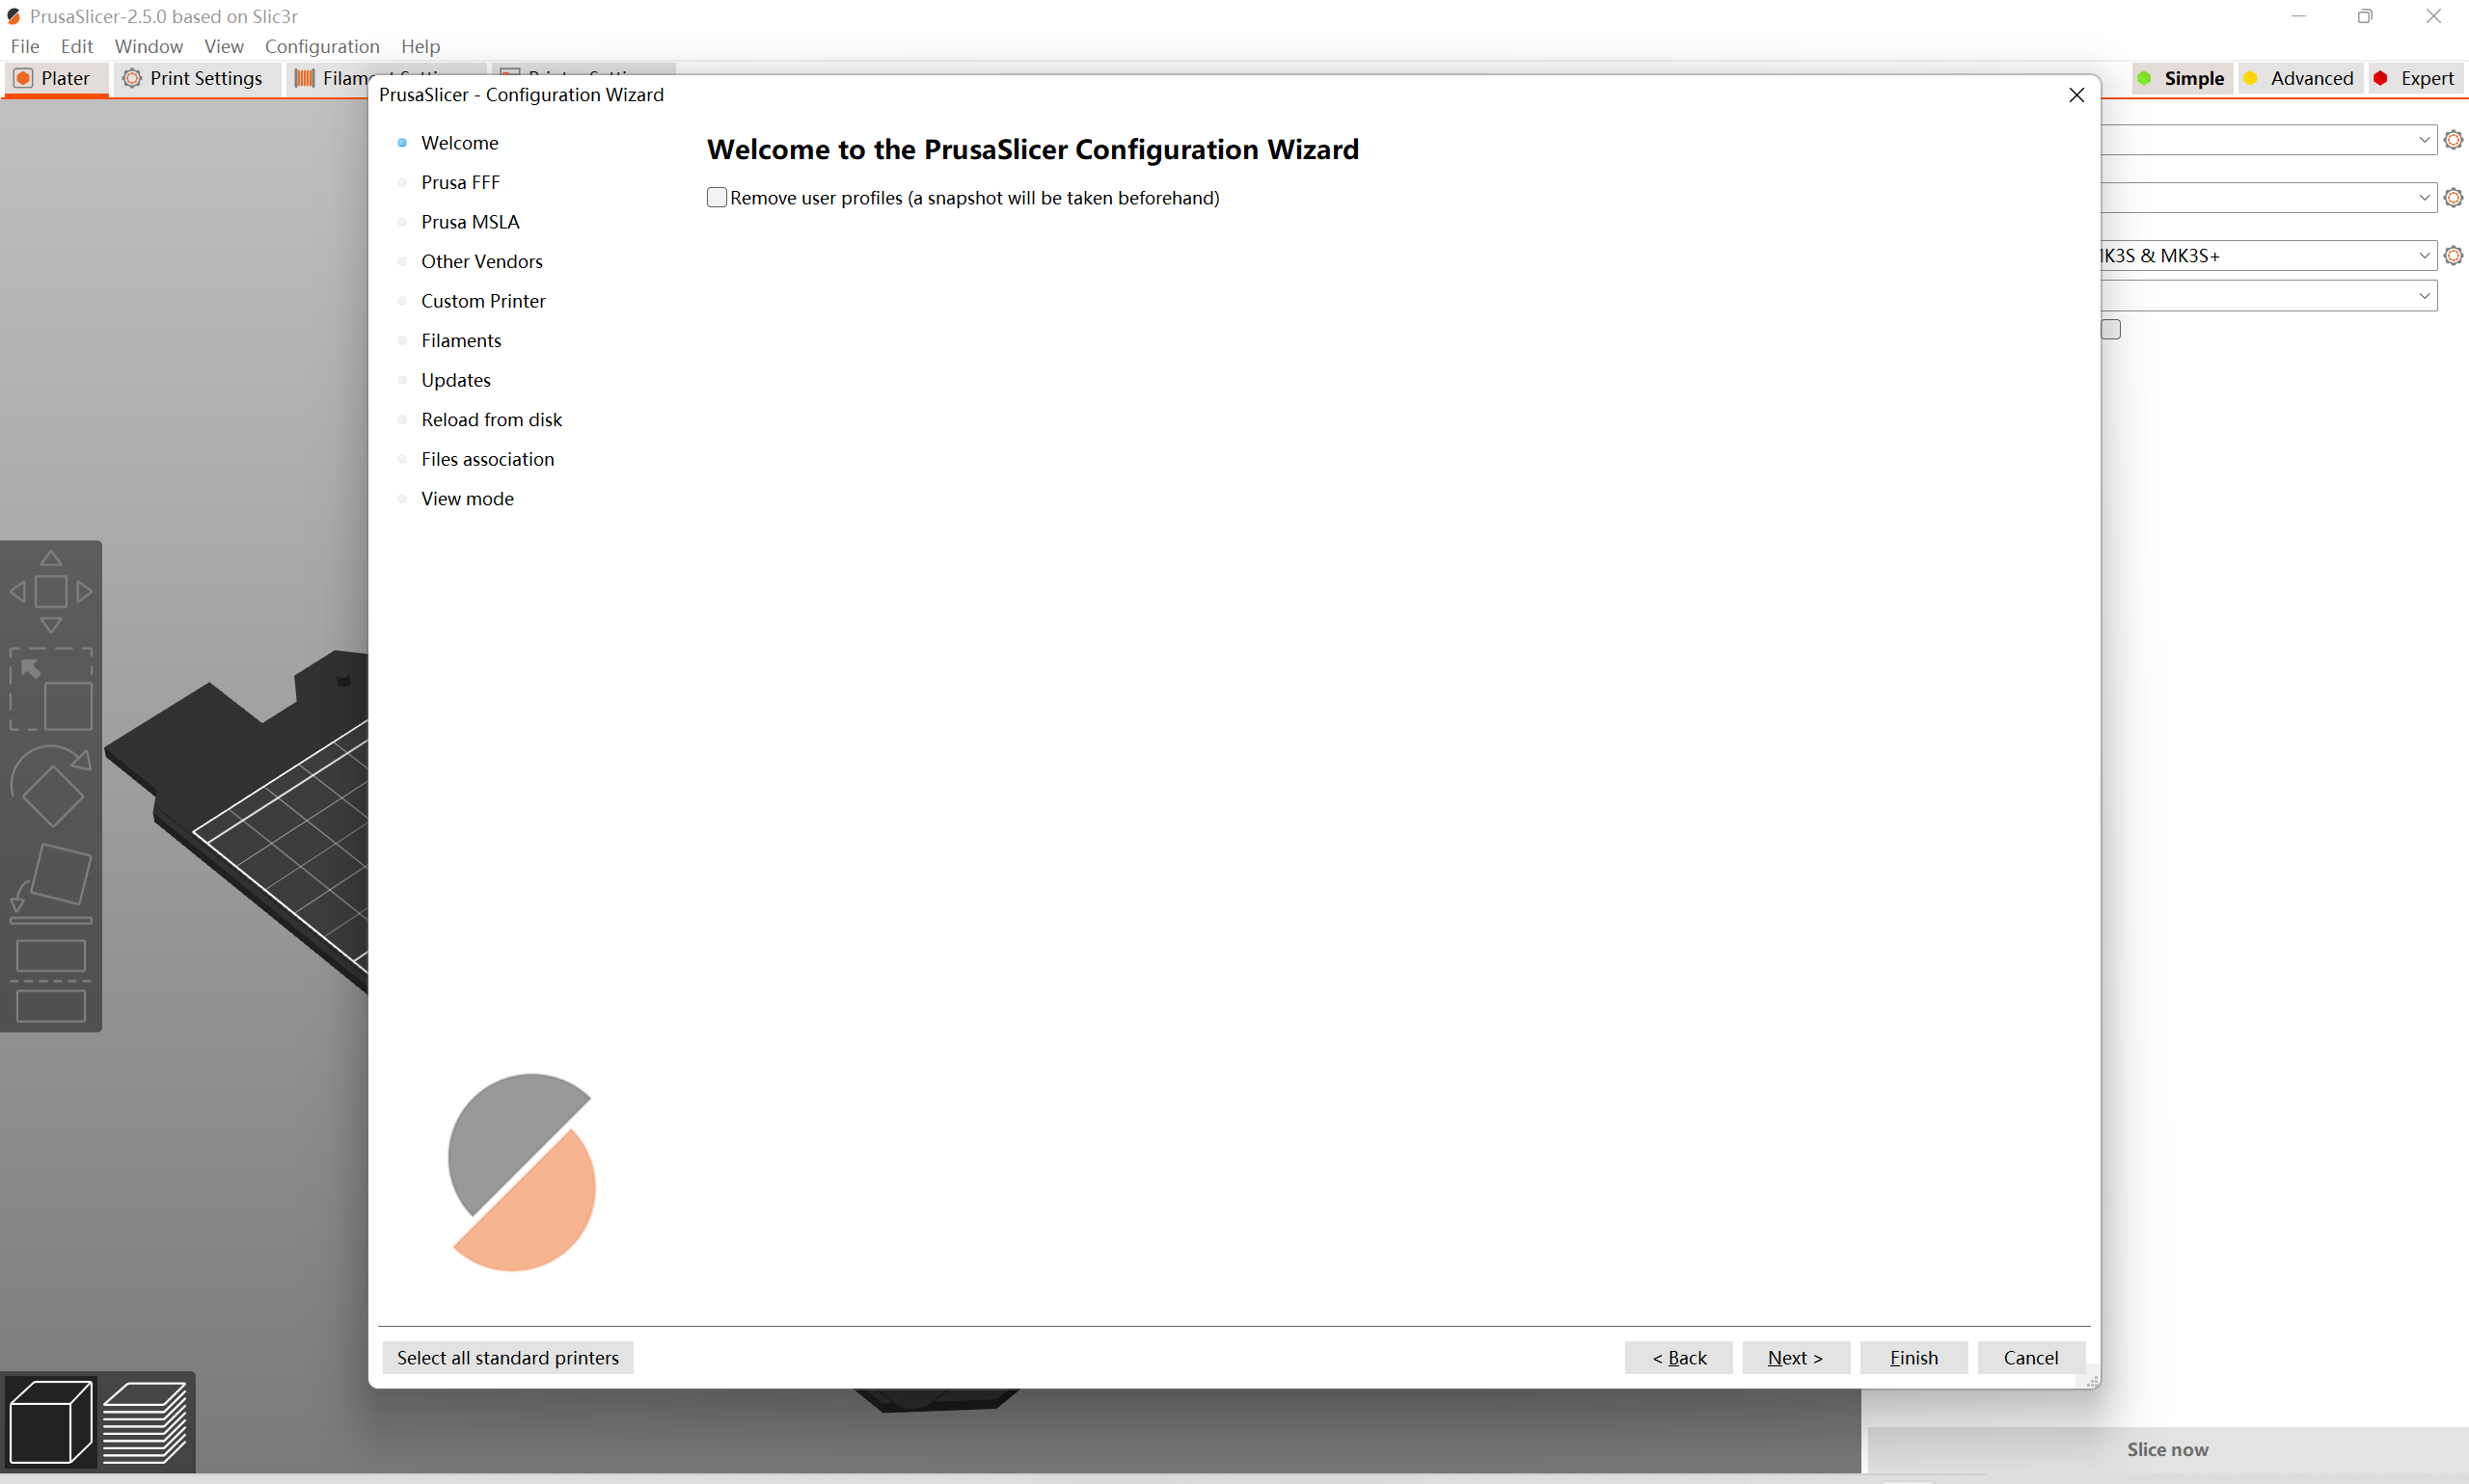 PrusaSlicer-2.5.0 based on Slic3r
File Edit Window View Configuration Help
Plater Print Settings
Simple Advanced Expert
PrusaSlicer - Configuration Wizard
Welcome
Prusa FFF
Prusa MSLA
Other Vendors
Custom Printer
Filaments
Updates
Reload from disk
Files association
View mode
Welcome to the PrusaSlicer Configuration Wizard
Remove user profiles (a snapshot will be taken beforehand)
MK3S & MK3S+
Select all standard printers
< Back Next > Finish Cancel
Slice now